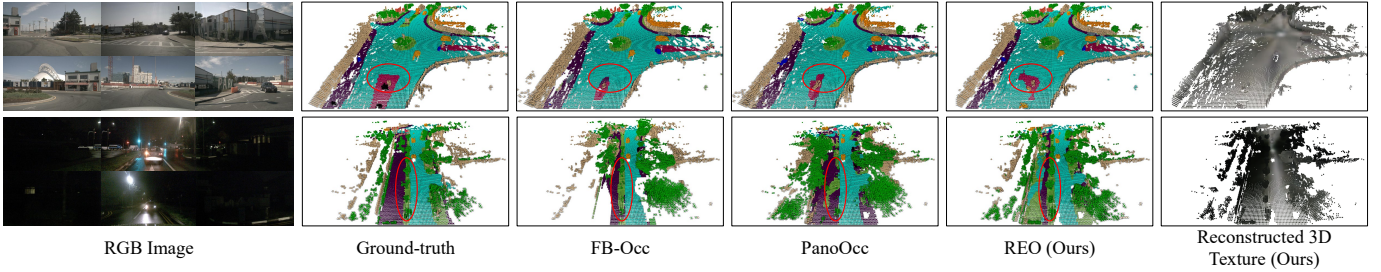 RGB Image
Ground-truth
FB-Occ
PanoOcc
REO (Ours)
Reconstructed 3D
Texture (Ours)